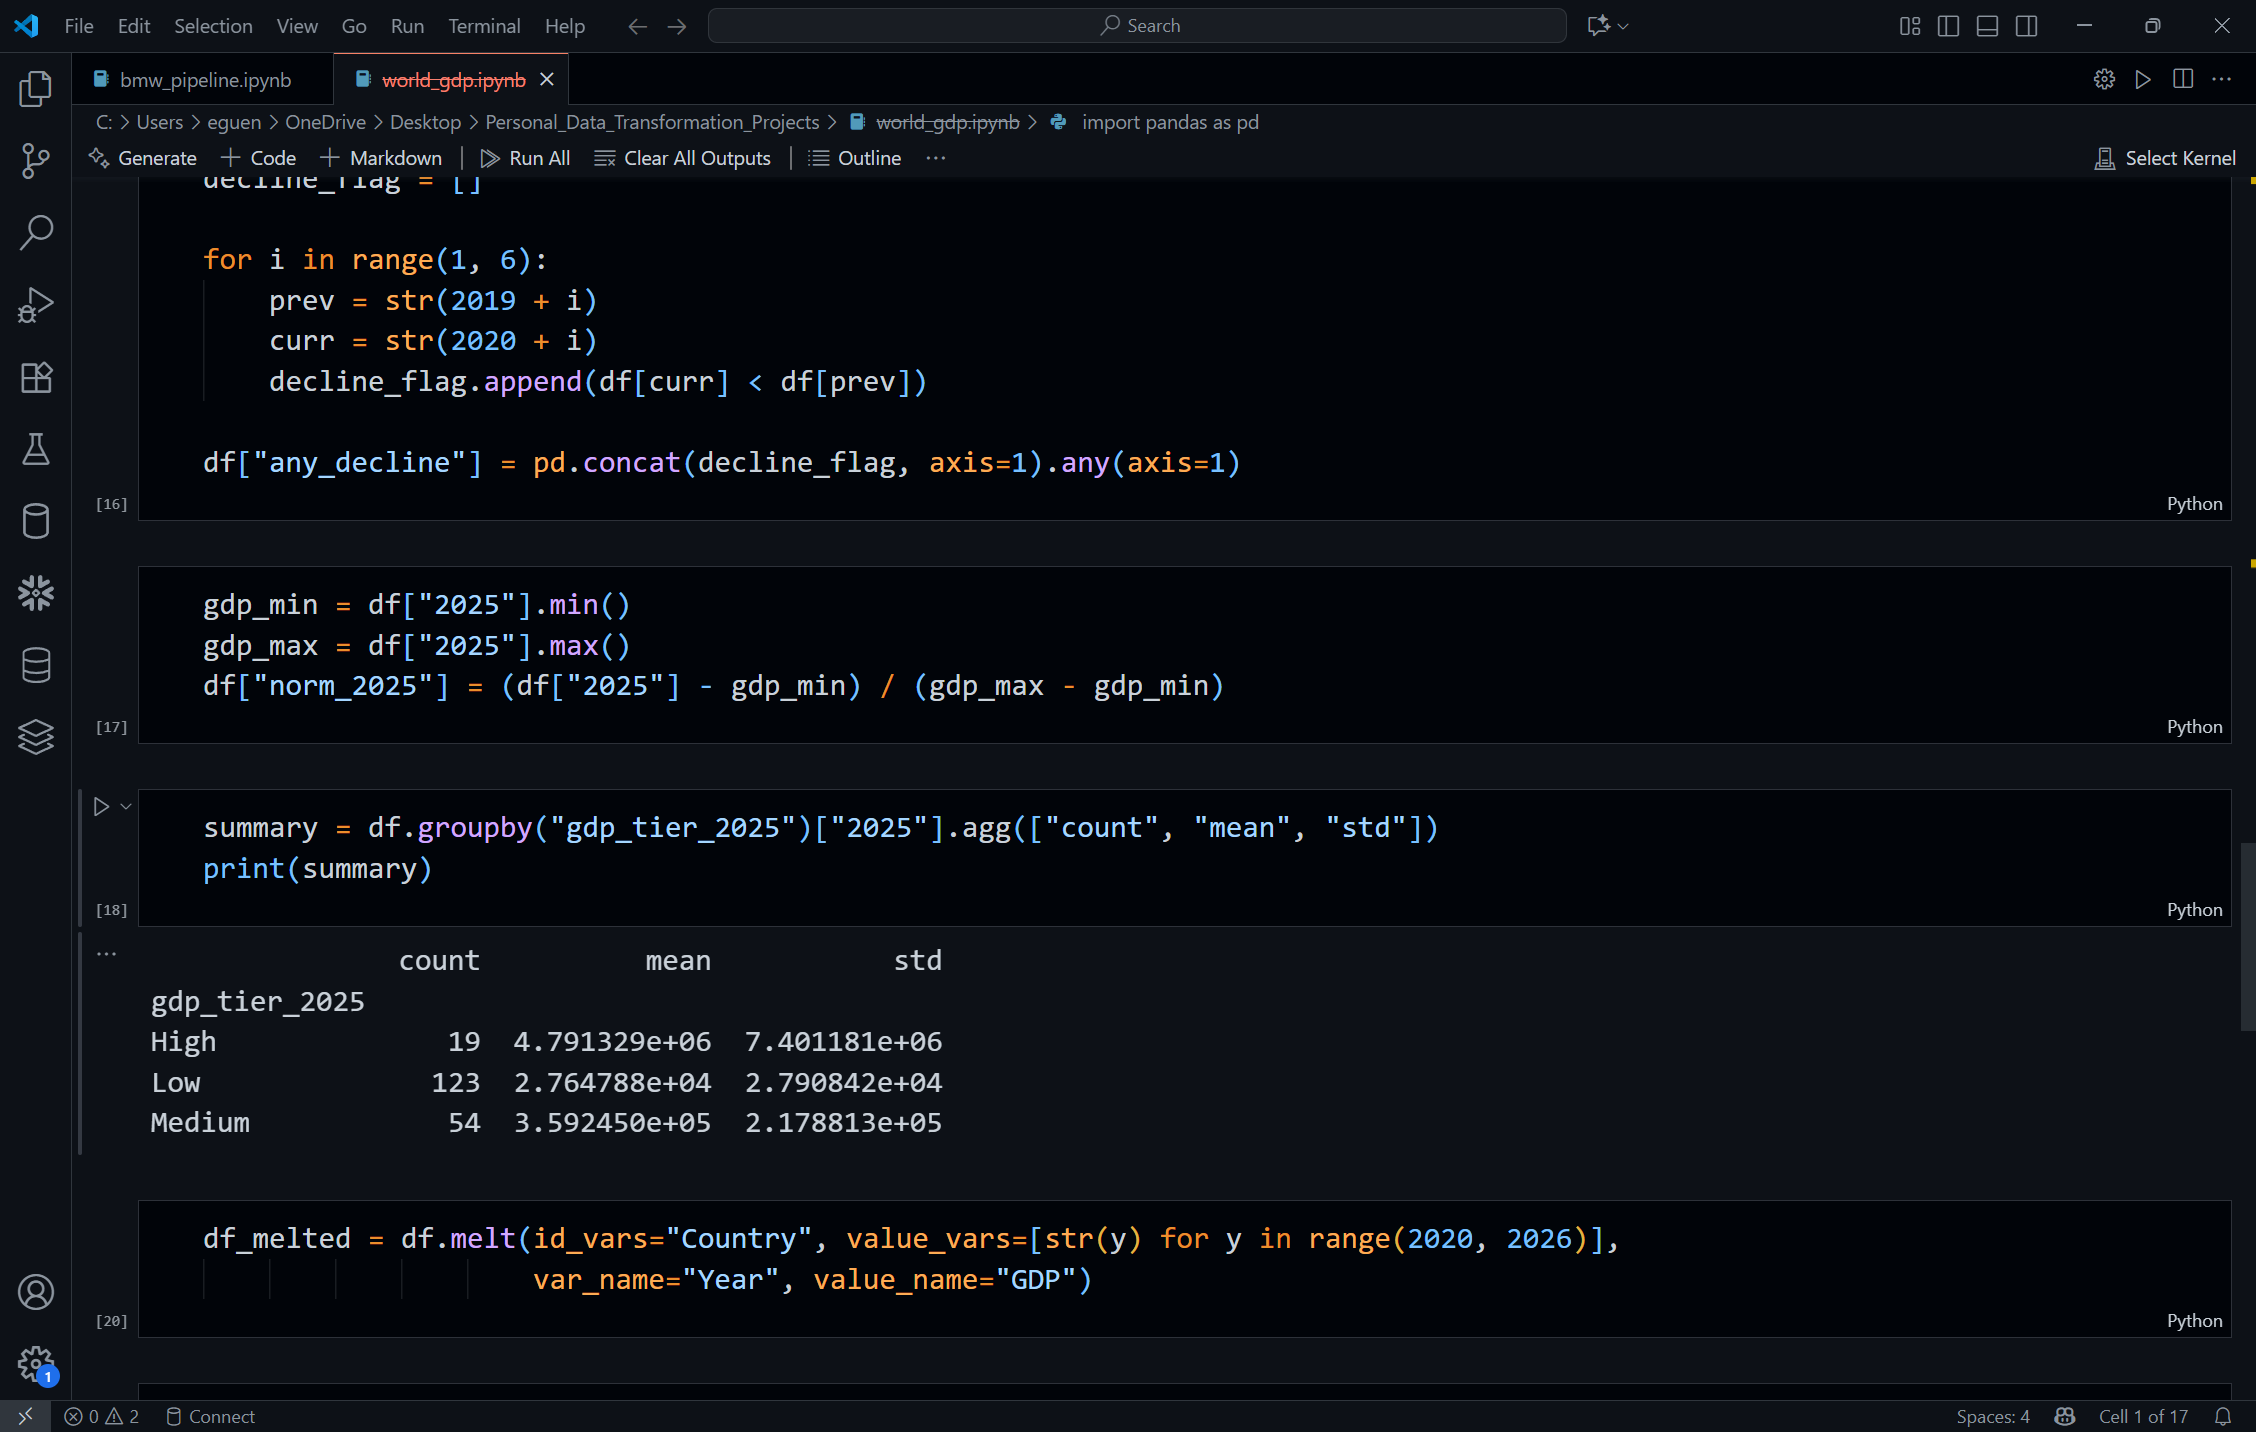 File Edit Selection View Go Run Terminal Help
Search
bmw_pipeline.ipynb
world_gdp.ipynb
C: > Users > eguen > OneDrive > Desktop > Personal_Data_Transformation_Projects > world_gdp.ipynb > import pandas as pd
Generate + Code + Markdown | Run All Clear All Outputs | Outline ... Select Kernel
decline_flag = []
for i in range(1, 6):
    prev = str(2019 + i)
    curr = str(2020 + i)
    decline_flag.append(df[curr] < df[prev])
df["any_decline"] = pd.concat(decline_flag, axis=1).any(axis=1)
[16] Python
gdp_min = df["2025"].min()
gdp_max = df["2025"].max()
df["norm_2025"] = (df["2025"] - gdp_min) / (gdp_max - gdp_min)
[17] Python
summary = df.groupby("gdp_tier_2025")["2025"].agg(["count", "mean", "std"])
print(summary)
[18] Python
... count mean std
gdp_tier_2025
High 19 4.791329e+06 7.401181e+06
Low 123 2.764788e+04 2.790842e+04
Medium 54 3.592450e+05 2.178813e+05
df_melted = df.melt(id_vars="Country", value_vars=[str(y) for y in range(2020, 2026)],
                    var_name="Year", value_name="GDP")
[20] Python
1
0 2 Connect Spaces: 4 Cell 1 of 17